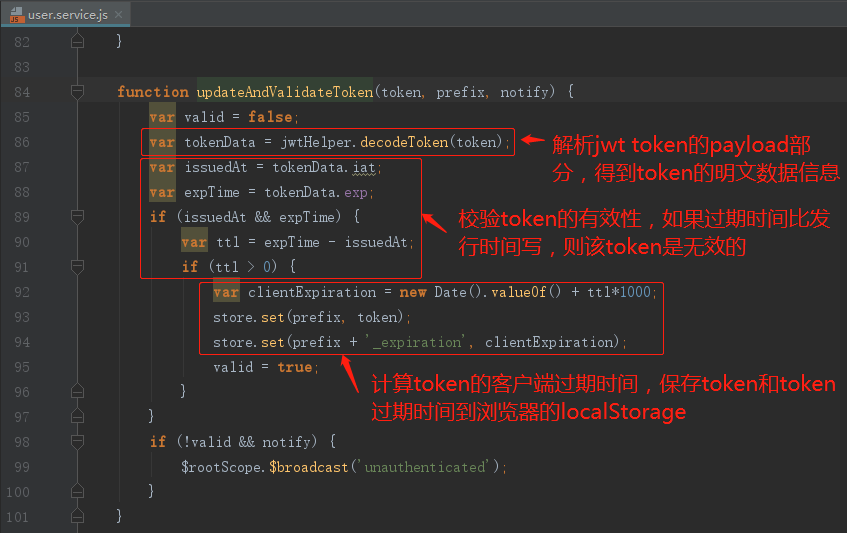 user.service.js
82 }
83
84 function updateAndValidateToken(token, prefix, notify) {
85 var valid = false;
86 var tokenData = jwtHelper.decodeToken(token);
解析jwt token的payload部
分，得到token的明文数据信息
87 var issuedAt = tokenData.iat;
88 var expTime = tokenData.exp;
89 if (issuedAt && expTime) {
90 var ttl = expTime - issuedAt;
91 if (ttl > 0) {
校验token的有效性，如果过期时间比发
行时间写，则该token是无效的
92 var clientExpiration = new Date().valueOf() + ttl*1000;
93 store.set(prefix, token);
94 store.set(prefix + '_expiration', clientExpiration);
95 valid = true;
计算token的客户端过期时间，保存token和token
过期时间到浏览器的localStorage
96 }
97 }
98 if (!valid && notify) {
99 $rootScope.$broadcast('unauthenticated');
100 }
101 }